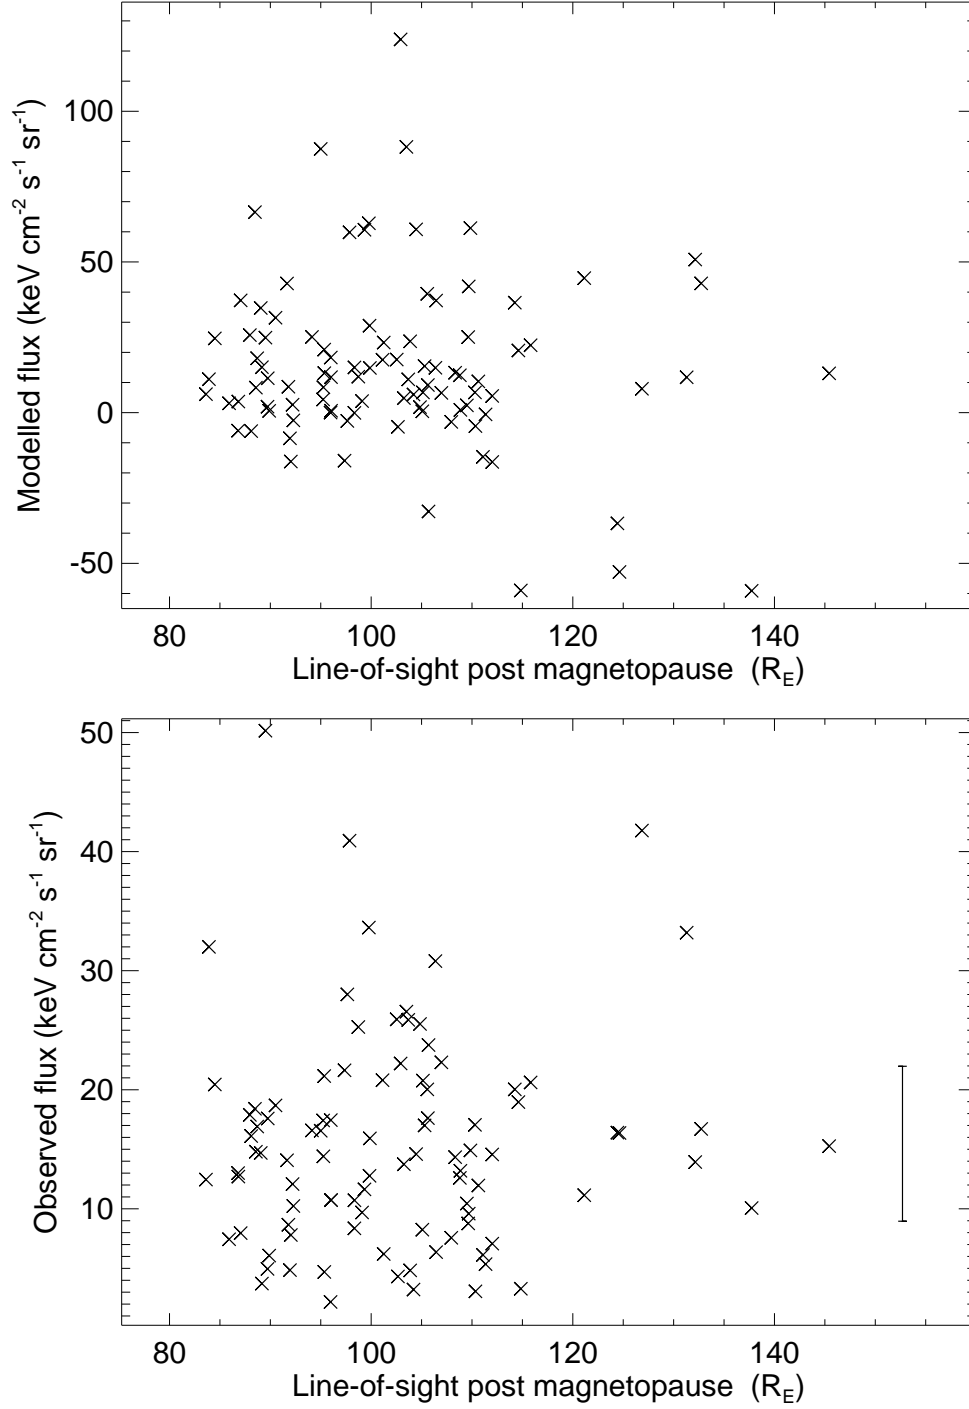 Modelled flux (keV cm⁻² s⁻¹ sr⁻¹)
100
50
0
-50
80 100 120 140
Line-of-sight post magnetopause (R_E)
Observed flux (keV cm⁻² s⁻¹ sr⁻¹)
50
40
30
20
10
80 100 120 140
Line-of-sight post magnetopause (R_E)